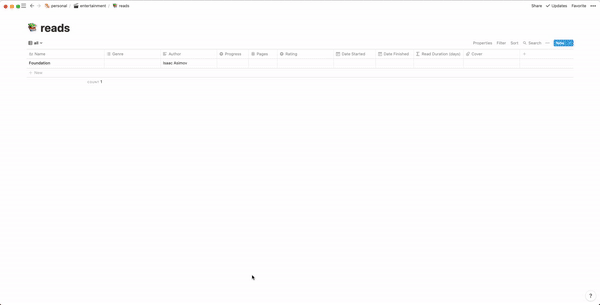 personal / entertainment / reads
Share Updates Favorite
reads
all
Properties Filter Sort Search New
Name Genre Author Progress Pages Rating Date Started Date Finished Read Duration (days) Cover
Foundation Isaac Asimov
+ New
COUNT 1
?